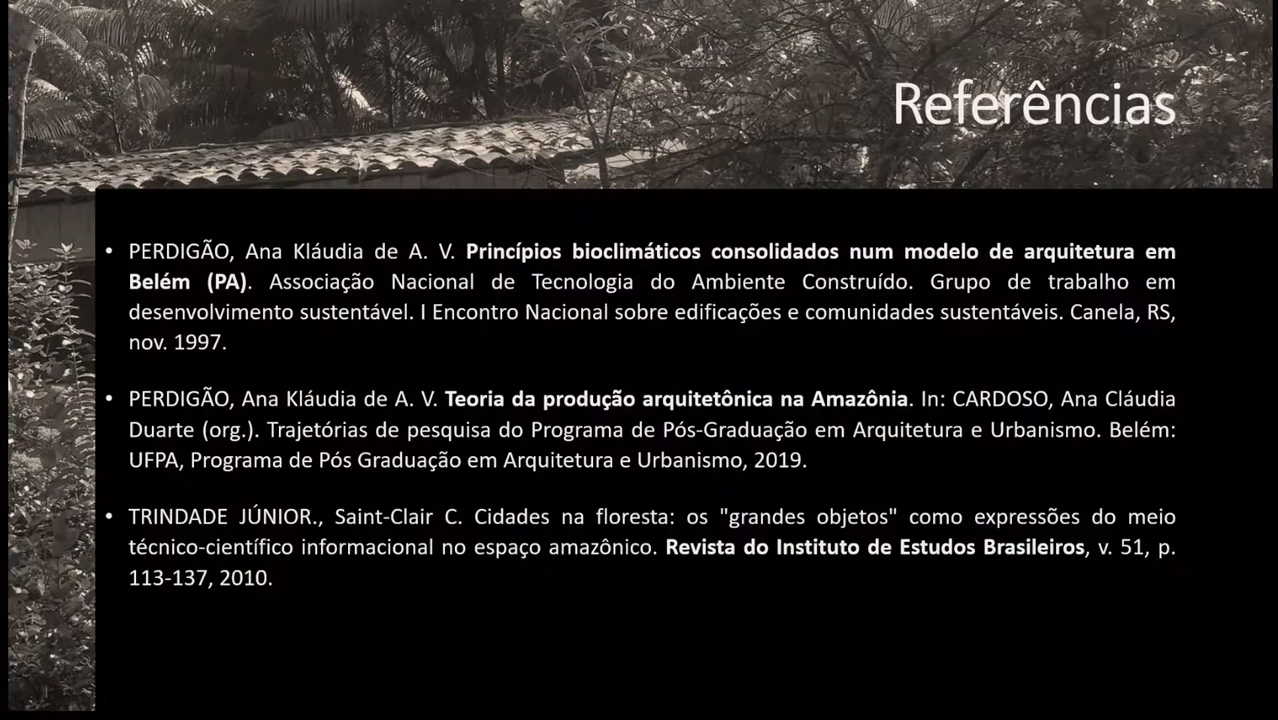 Referências
• PERDIGÃO, Ana Kláudia de A. V. Princípios bioclimáticos consolidados num modelo de arquitetura em
Belém (PA). Associação Nacional de Tecnologia do Ambiente Construído. Grupo de trabalho em
desenvolvimento sustentável. I Encontro Nacional sobre edificações e comunidades sustentáveis. Canela, RS,
nov. 1997.
• PERDIGÃO, Ana Kláudia de A. V. Teoria da produção arquitetônica na Amazônia. In: CARDOSO, Ana Cláudia
Duarte (org.). Trajetórias de pesquisa do Programa de Pós-Graduação em Arquitetura e Urbanismo. Belém:
UFPA, Programa de Pós Graduação em Arquitetura e Urbanismo, 2019.
• TRINDADE JÚNIOR., Saint-Clair C. Cidades na floresta: os "grandes objetos" como expressões do meio
técnico-científico informacional no espaço amazônico. Revista do Instituto de Estudos Brasileiros, v. 51, p.
113-137, 2010.